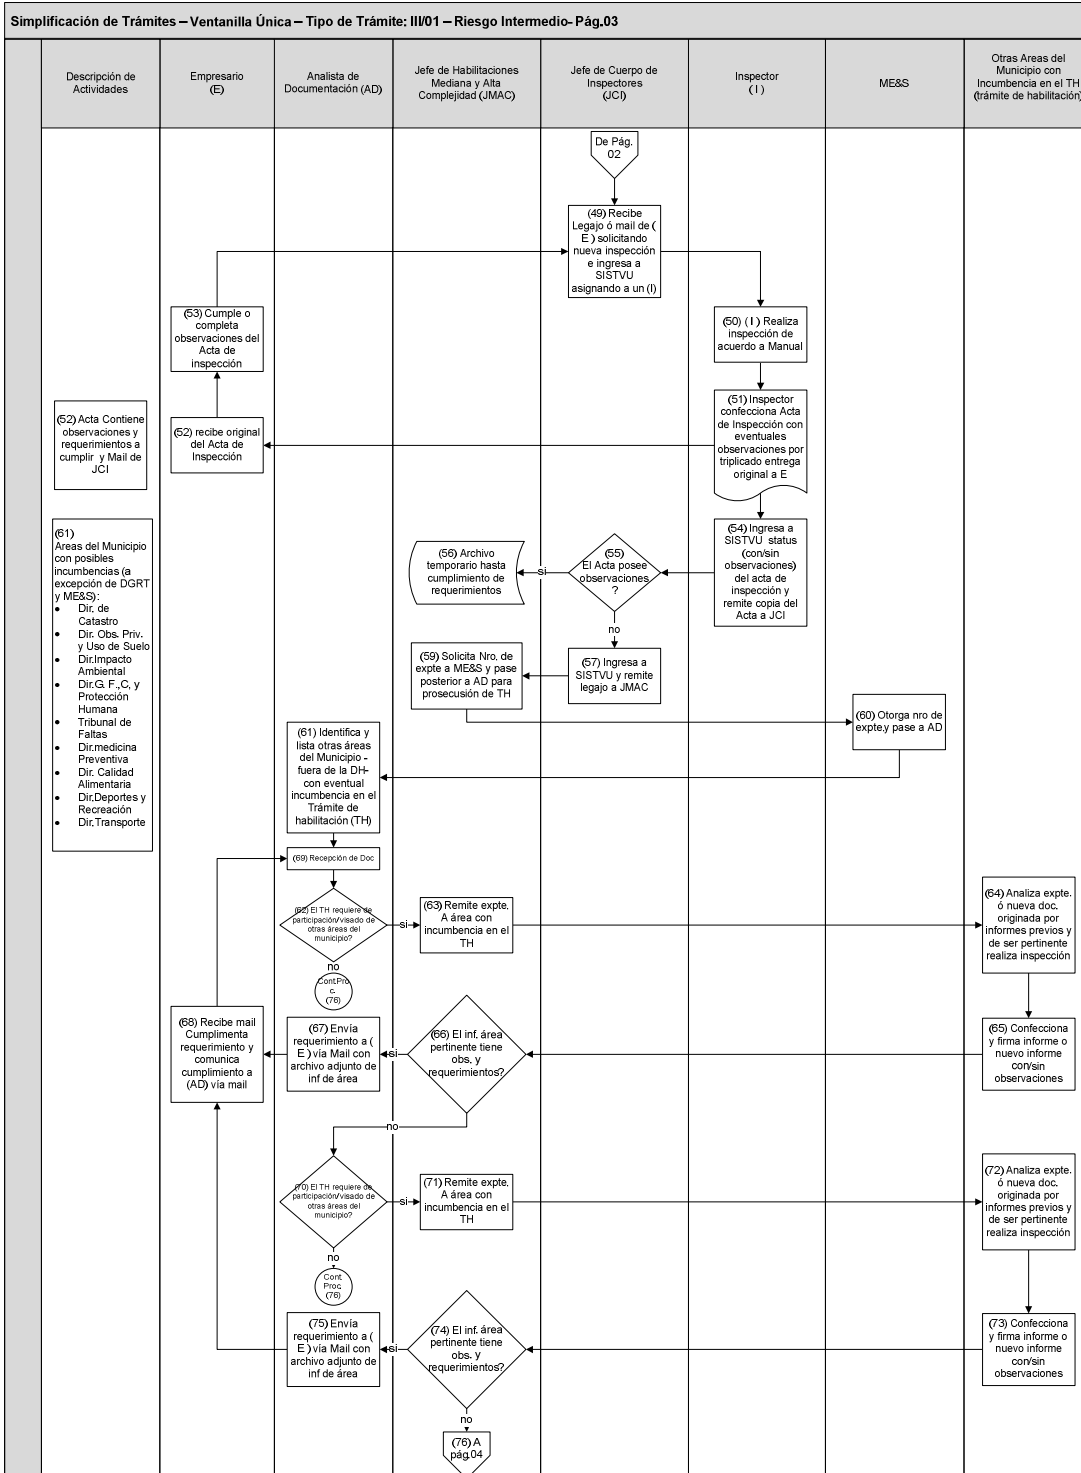 Simplificación de Trámites – Ventanilla Única – Tipo de Trámite: III/01 – Riesgo Intermedio- Pág.03
Descripción de
Actividades
Empresario
(E)
Analista de
Documentación (AD)
Jefe de Habilitaciones
Mediana y Alta
Complejidad (JMAC)
Jefe de Cuerpo de
Inspectores
(JCI)
Inspector
( I )
ME&S
Otras Areas del
Municipio con
Incumbencia en el TH
(trámite de habilitación)
De Pág.
02
(49) Recibe
Legajo ó mail de (
E ) solicitando
nueva inspección
e ingresa a
SISTVU
asignando a un (I)
(53) Cumple o
completa
observaciones del
Acta de
inspección
(50) ( I ) Realiza
inspección de
acuerdo a Manual
(52) Acta Contiene
observaciones y
requerimientos a
cumplir y Mail de
JCI
(52) recibe original
del Acta de
Inspección
(51) Inspector
confecciona Acta
de Inspección con
eventuales
observaciones por
triplicado entrega
original a E
(61)
Areas del Municipio
con posibles
incumbencias (a
excepción de DGRT
y ME&S):
• Dir. de
Catastro
• Dir. Obs. Priv.
y Uso de Suelo
• Dir.Impacto
Ambiental
• Dir.G. F.,C, y
Protección
Humana
• Tribunal de
Faltas
• Dir.medicina
Preventiva
• Dir. Calidad
Alimentaria
• Dir.Deportes y
Recreación
• Dir.Transporte
(56) Archivo
temporario hasta
cumplimiento de
requerimientos
si
(55)
El Acta posee
observaciones
?
no
(54) Ingresa a
SISTVU status
(con/sin
observaciones)
del acta de
inspección y
remite copia del
Acta a JCI
(59) Solicita Nro. de
expte a ME&S y pase
posterior a AD para
prosecusión de TH
(57) Ingresa a
SISTVU y remite
legajo a JMAC
(60) Otorga nro de
expte.y pase a AD
(61) Identifica y
lista otras áreas
del Municipio -
fuera de la DH-
con eventual
incumbencia en el
Trámite de
habilitación (TH)
(69) Recepción de Doc
(62) El TH requiere de
participación/visado de
otras áreas del
municipio?
si
no
Cont.Pro
c.
(76)
(63) Remite expte.
A área con
incumbencia en el
TH
(64) Analiza expte.
ó nueva doc.
originada por
informes previos y
de ser pertinente
realiza inspección
(68) Recibe mail
Cumplimenta
requerimiento y
comunica
cumplimiento a
(AD) vía mail
(67) Envía
requerimiento a (
E ) vía Mail con
archivo adjunto de
inf de área
si
(66) El inf. área
pertinente tiene
obs. y
requerimientos?
no
(65) Confecciona
y firma informe o
nuevo informe
con/sin
observaciones
(70) El TH requiere de
participación/visado de
otras áreas del
municipio?
si
no
Cont
Proc.
(76)
(71) Remite expte.
A área con
incumbencia en el
TH
(72) Analiza expte.
ó nueva doc.
originada por
informes previos y
de ser pertinente
realiza inspección
(75) Envía
requerimiento a (
E ) vía Mail con
archivo adjunto de
inf de área
si
(74) El inf. área
pertinente tiene
obs. y
requerimientos?
no
(73) Confecciona
y firma informe o
nuevo informe
con/sin
observaciones
(76) A
pág.04